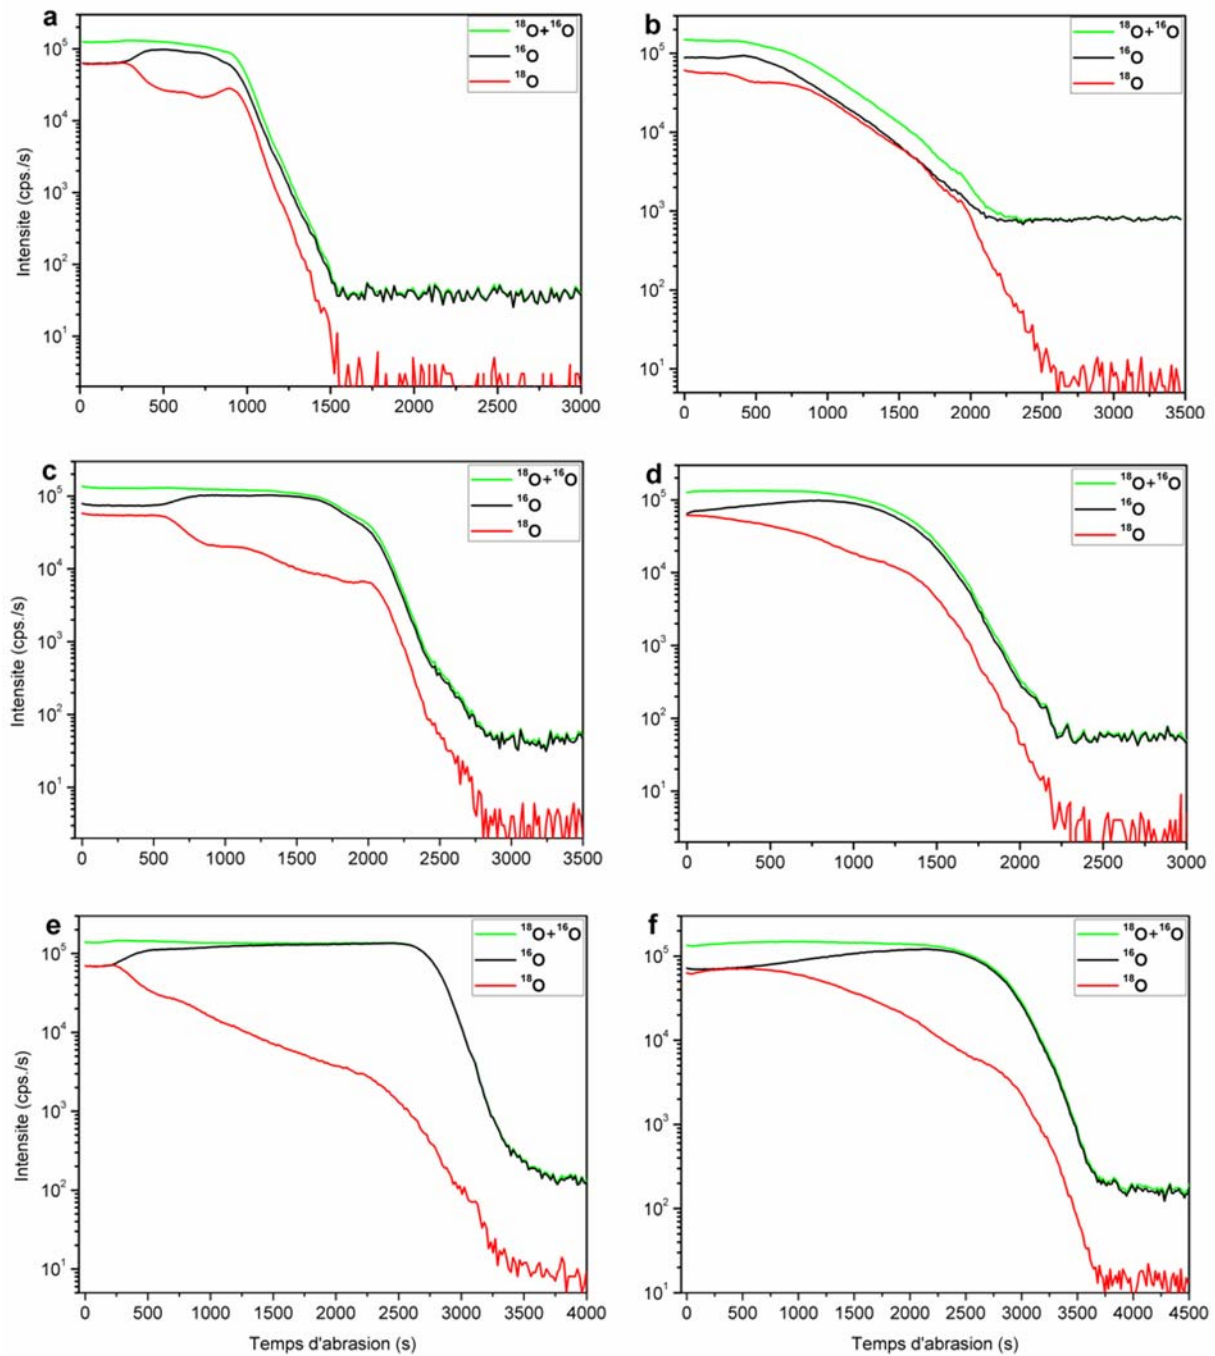 a
¹⁸O+¹⁶O
¹⁶O
¹⁸O
10⁵
10⁴
10³
10²
10¹
Intensite (cps./s)
0 500 1000 1500 2000 2500 3000
b
¹⁸O+¹⁶O
¹⁶O
¹⁸O
10⁵
10⁴
10³
10²
10¹
0 500 1000 1500 2000 2500 3000 3500
c
¹⁸O+¹⁶O
¹⁶O
¹⁸O
10⁵
10⁴
10³
10²
10¹
Intensite (cps./s)
0 500 1000 1500 2000 2500 3000 3500
d
¹⁸O+¹⁶O
¹⁶O
¹⁸O
10⁵
10⁴
10³
10²
10¹
0 500 1000 1500 2000 2500 3000
e
¹⁸O+¹⁶O
¹⁶O
¹⁸O
10⁵
10⁴
10³
10²
10¹
Intensite (cps./s)
0 500 1000 1500 2000 2500 3000 3500 4000
Temps d'abrasion (s)
f
¹⁸O+¹⁶O
¹⁶O
¹⁸O
10⁵
10⁴
10³
10²
10¹
0 500 1000 1500 2000 2500 3000 3500 4000 4500
Temps d'abrasion (s)